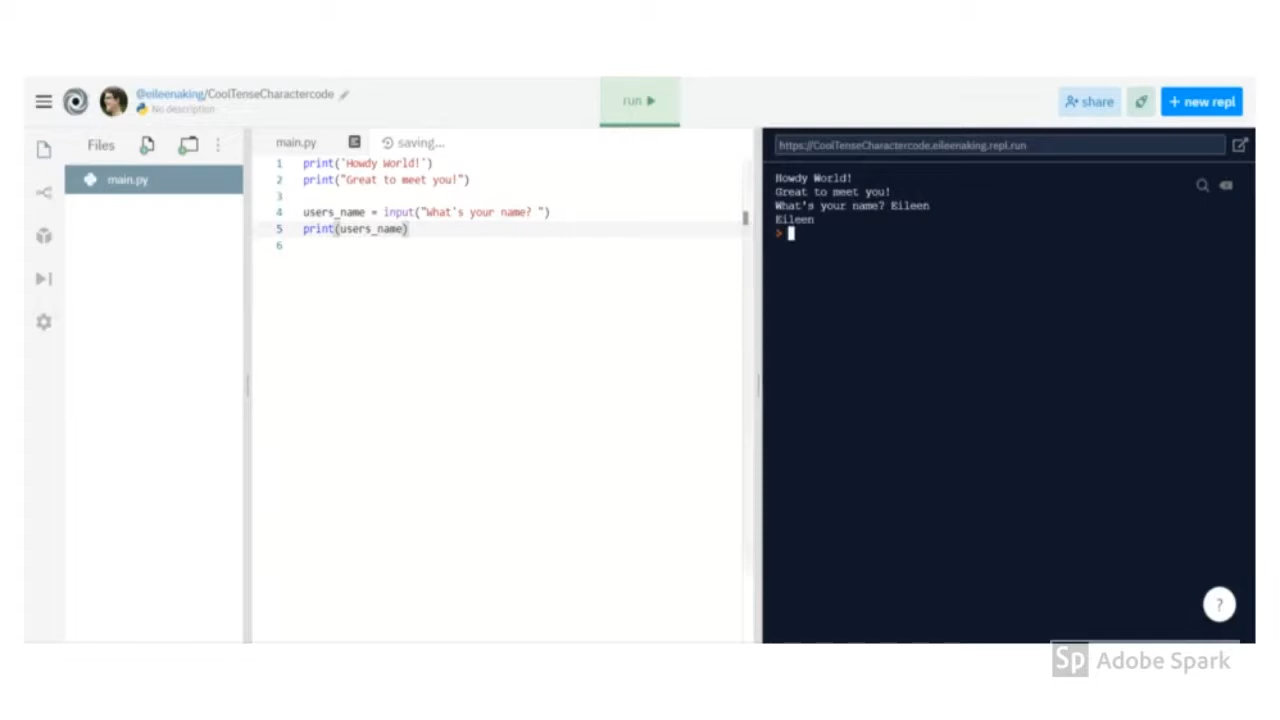 @eileenaking/CoolTenseCharactercode
No description
run
share
+ new repl
Files
main.py
main.py
saving...
1 print('Howdy World!')
2 print("Great to meet you!")
3
4 users_name = input("What's your name? ")
5 print(users_name)
6
https://CoolTenseCharactercode.eileenaking.repl.run
Howdy World!
Great to meet you!
What's your name? Eileen
Eileen
>
?
Sp Adobe Spark